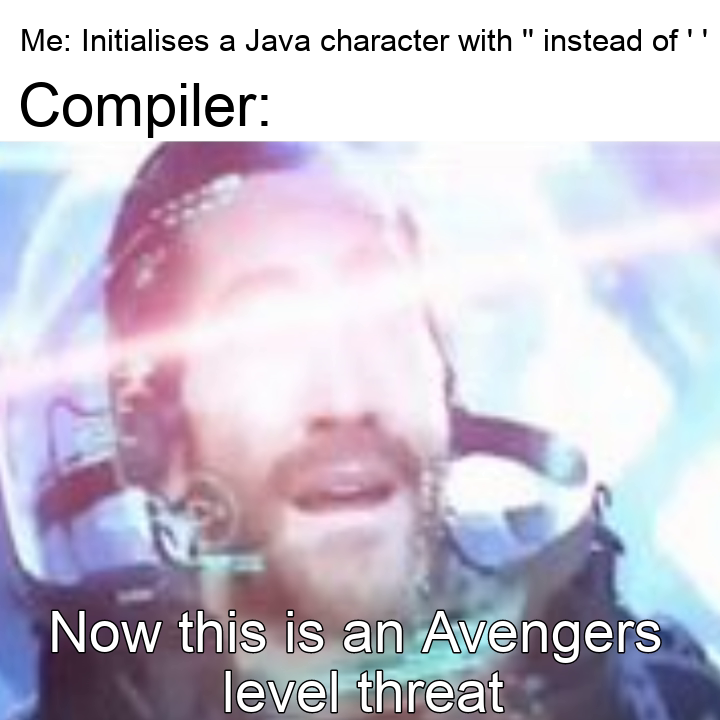 Me: Initialises a Java character with " instead of ' '
Compiler:
Now this is an Avengers
level threat